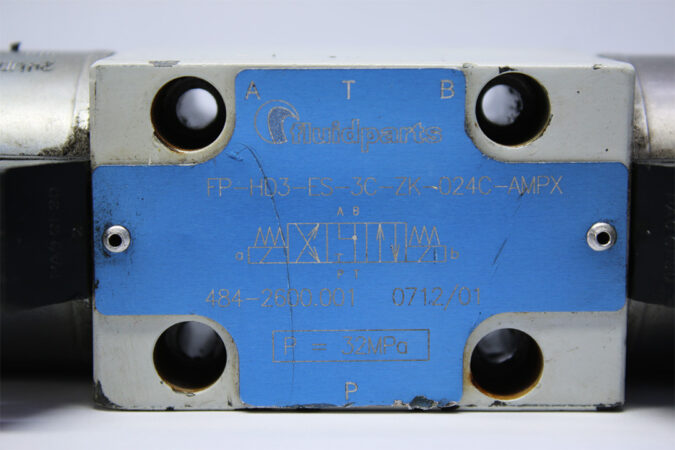 A T B
fluidparts
FP-HD3-ES-3C-ZK-024C-AMPX
A B
a b
P T
484-2600.001 0712/01
P = 32MPa
P